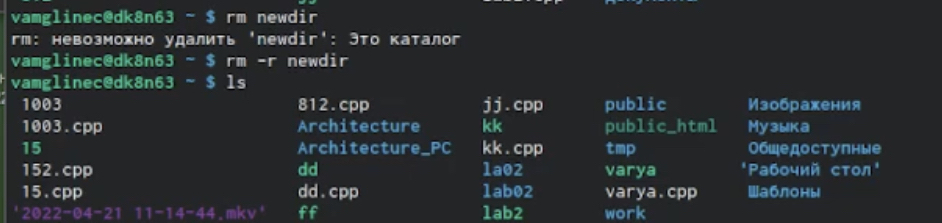 vamglinec@dk8n63 ~ $ rm newdir
rm: невозможно удалить 'newdir': Это каталог
vamglinec@dk8n63 ~ $ rm -r newdir
vamglinec@dk8n63 ~ $ ls
1003 812.cpp jj.cpp public Изображения
1003.cpp Architecture kk public_html Музыка
15 Architecture_PC kk.cpp tmp Общедоступные
152.cpp dd la02 varya 'Рабочий стол'
15.cpp dd.cpp lab02 varya.cpp Шаблоны
'2022-04-21 11-14-44.mkv' ff lab2 work